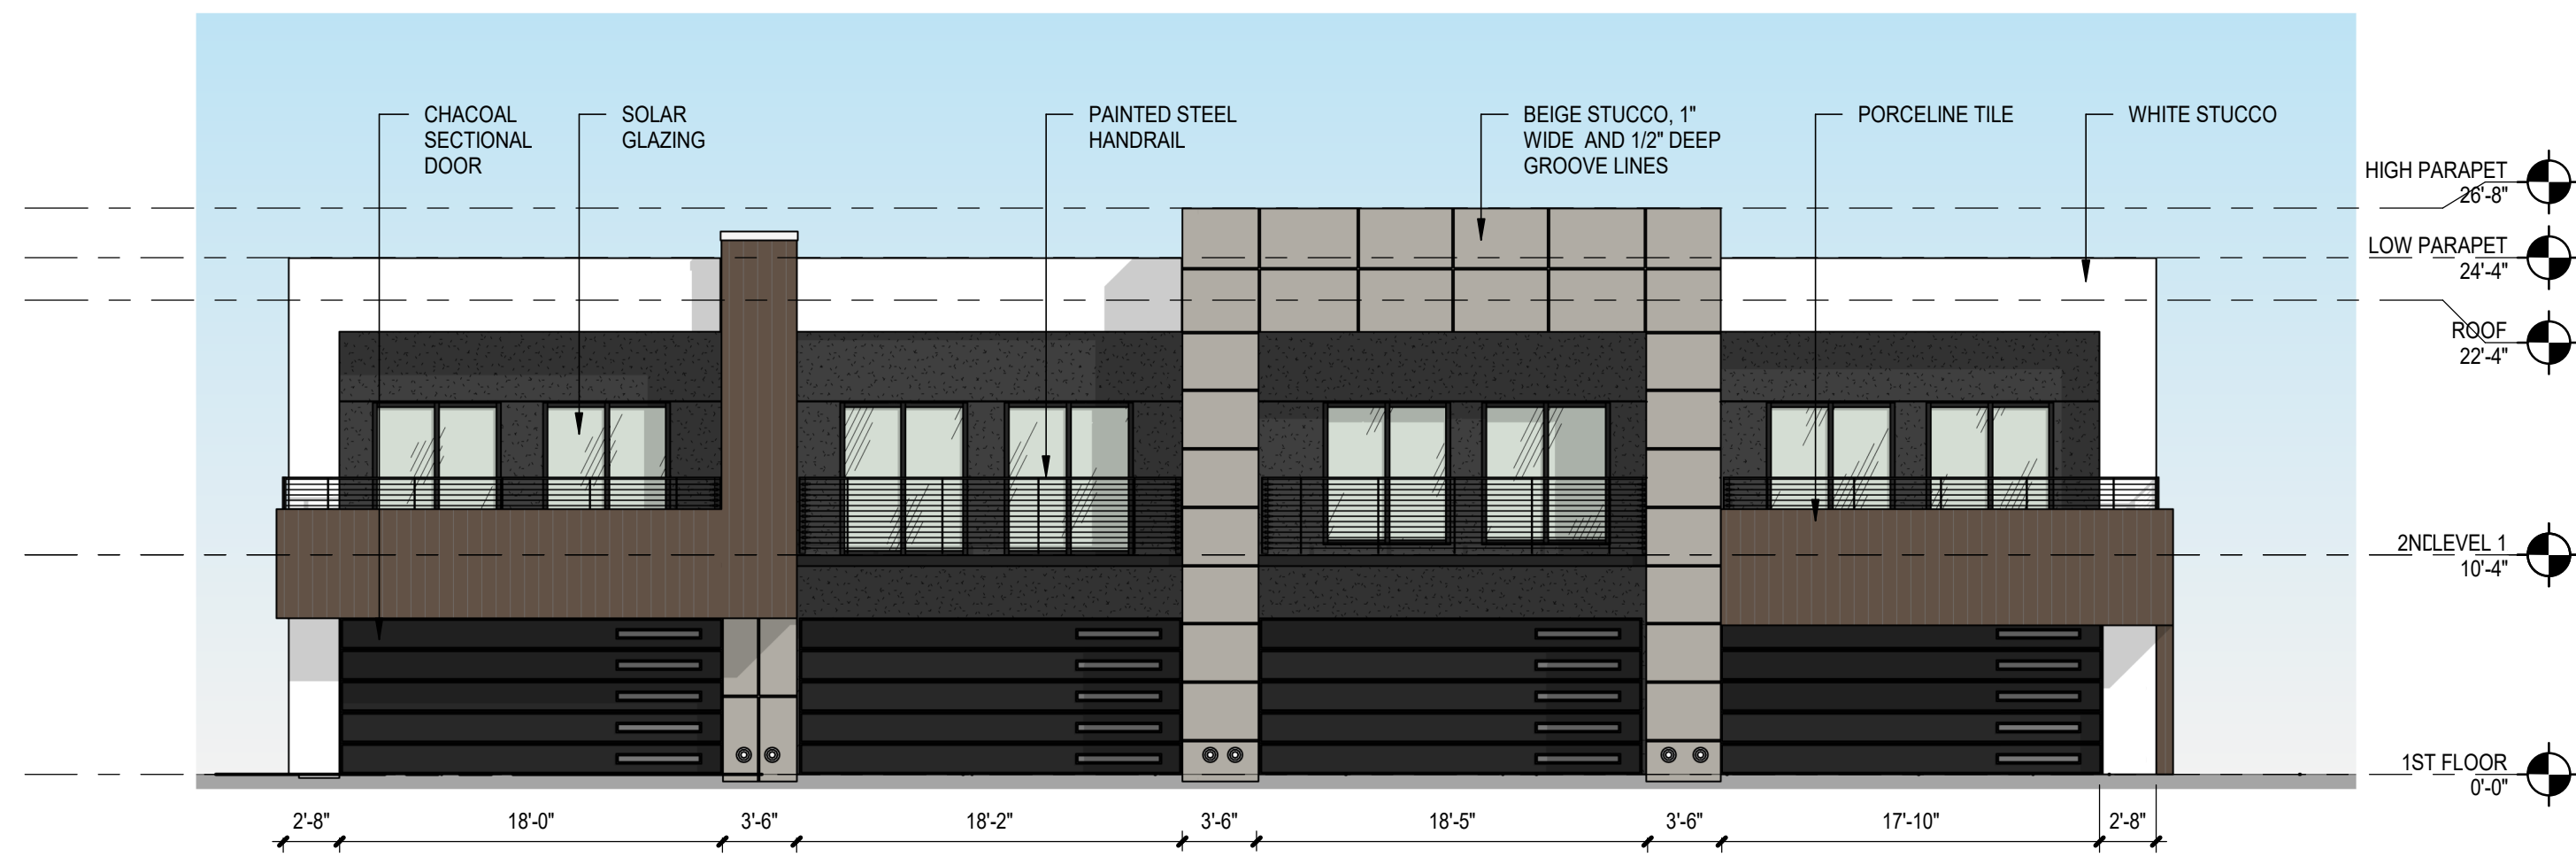 CHACOAL
SECTIONAL
DOOR
SOLAR
GLAZING
PAINTED STEEL
HANDRAIL
BEIGE STUCCO, 1"
WIDE AND 1/2" DEEP
GROOVE LINES
PORCELINE TILE
WHITE STUCCO
HIGH PARAPET
26'-8"
LOW PARAPET
24'-4"
ROOF
22'-4"
2NDLEVEL 1
10'-4"
1ST FLOOR
0'-0"
2'-8" 18'-0" 3'-6" 18'-2" 3'-6" 18'-5" 3'-6" 17'-10" 2'-8"